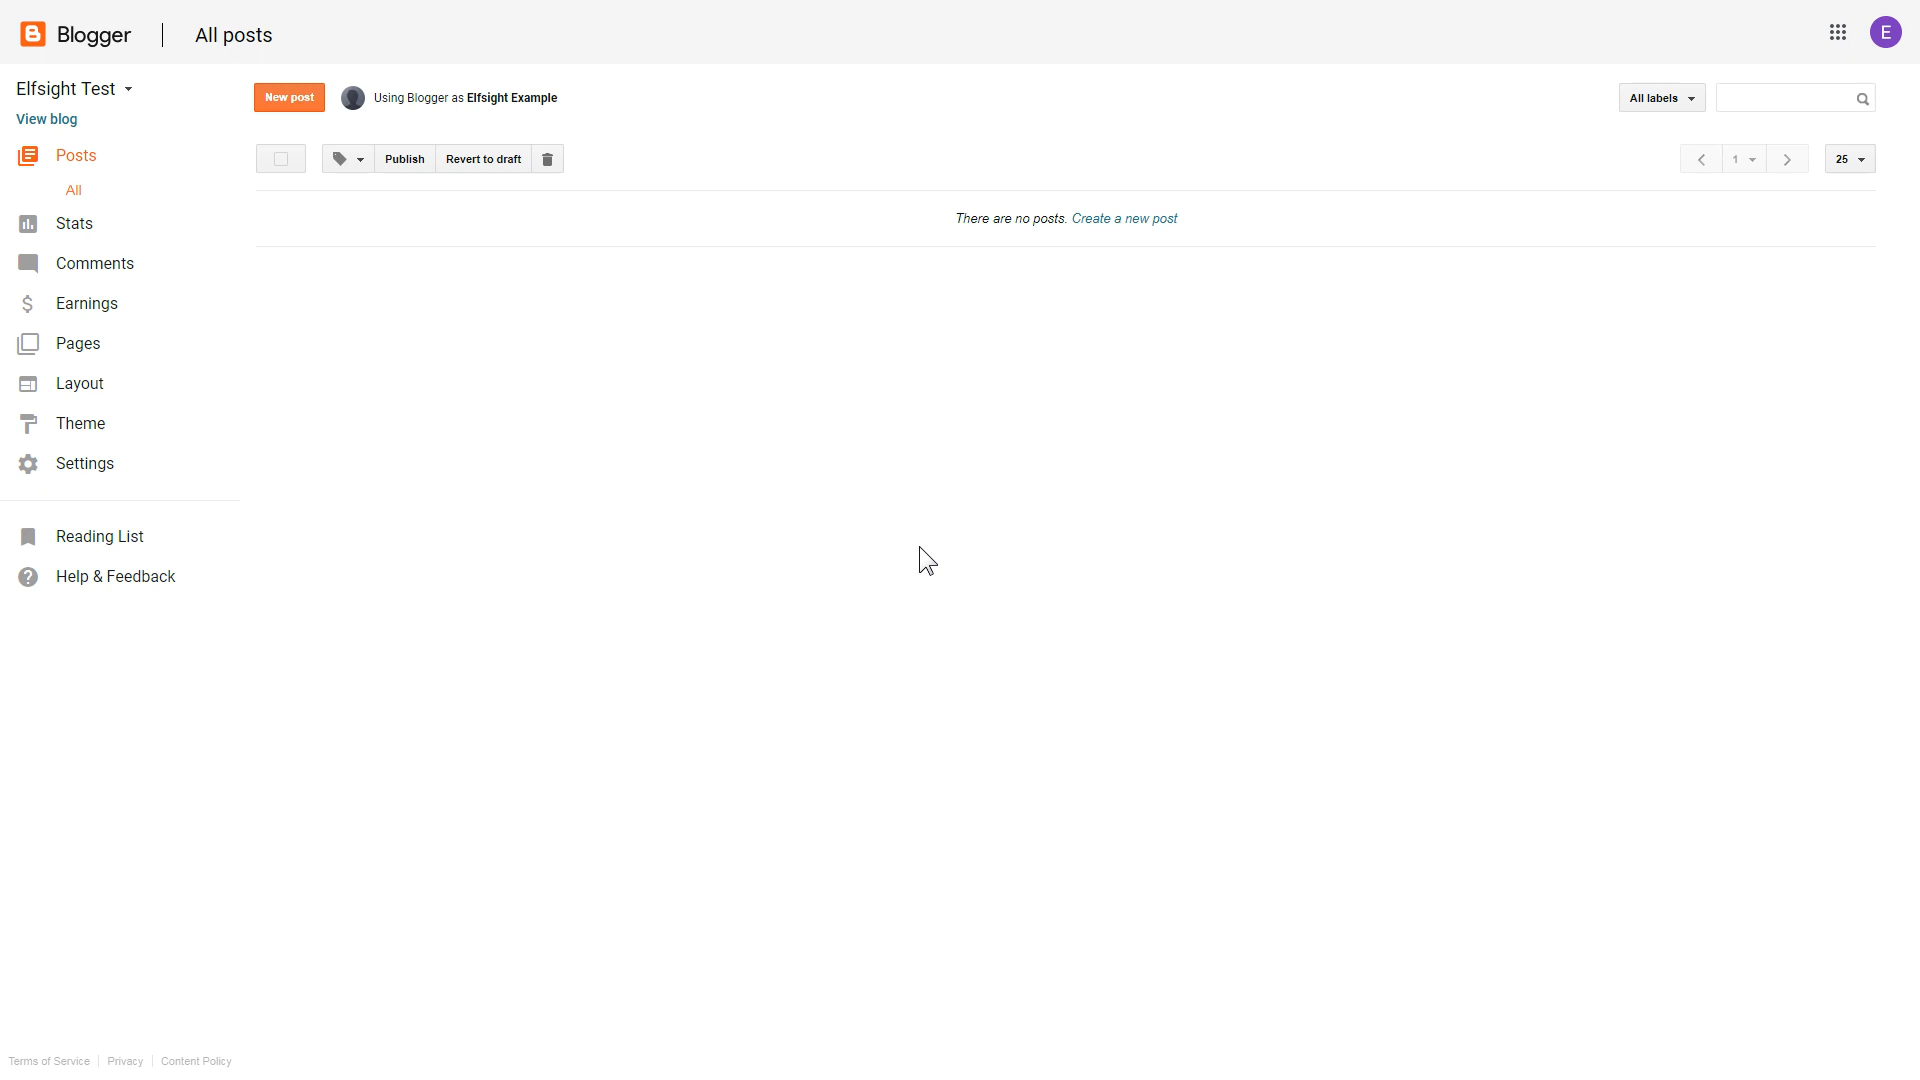 Blogger
All posts
E
Elfsight Test
View blog
New post
Using Blogger as Elfsight Example
All labels
Posts
All
Publish
Revert to draft
1
25
There are no posts. Create a new post
Stats
Comments
Earnings
Pages
Layout
Theme
Settings
Reading List
Help & Feedback
Terms of Service
Privacy
Content Policy